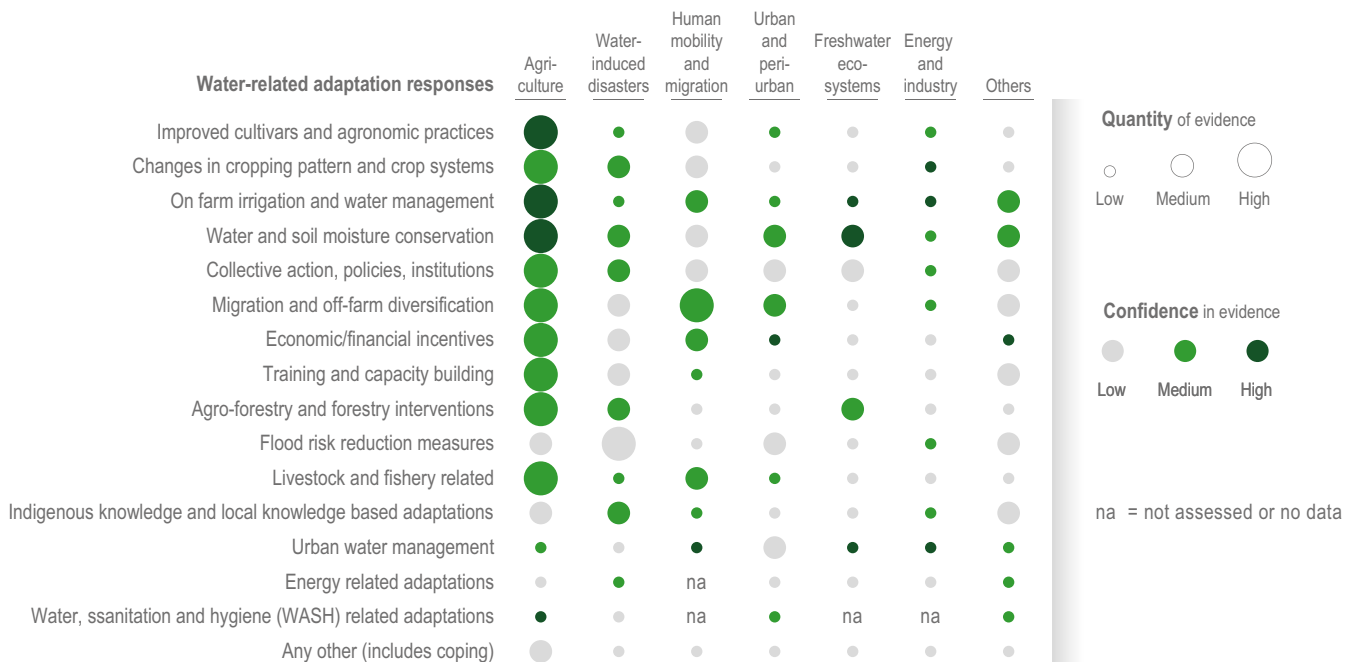 Water-related adaptation responses
Agri-
culture
Water-
induced
disasters
Human
mobility
and
migration
Urban
and
peri-
urban
Freshwater
eco-
systems
Energy
and
industry
Others
Improved cultivars and agronomic practices
Changes in cropping pattern and crop systems
On farm irrigation and water management
Water and soil moisture conservation
Collective action, policies, institutions
Migration and off-farm diversification
Economic/financial incentives
Training and capacity building
Agro-forestry and forestry interventions
Flood risk reduction measures
Livestock and fishery related
Indigenous knowledge and local knowledge based adaptations
Urban water management
Energy related adaptations
na
Water, ssanitation and hygiene (WASH) related adaptations
na
na
na
Any other (includes coping)
Quantity of evidence
Low
Medium
High
Confidence in evidence
Low
Medium
High
na = not assessed or no data